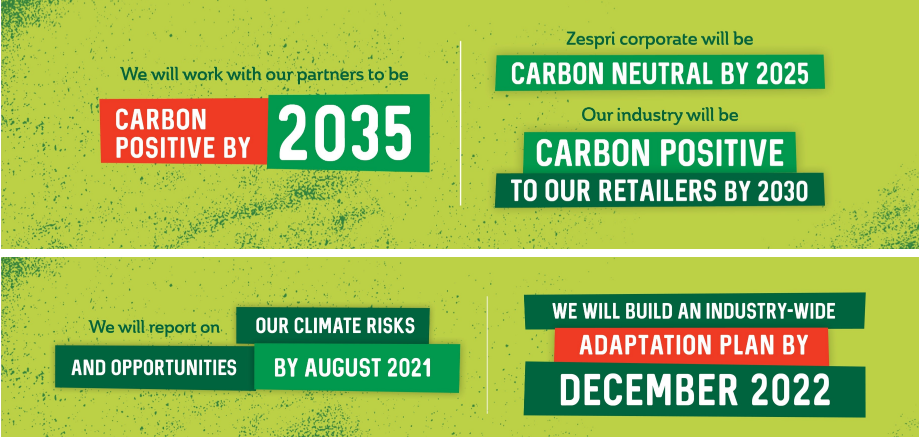 We will work with our partners to be
CARBON
POSITIVE BY
2035
Zespri corporate will be
CARBON NEUTRAL BY 2025
Our industry will be
CARBON POSITIVE
TO OUR RETAILERS BY 2030
We will report on
OUR CLIMATE RISKS
AND OPPORTUNITIES
BY AUGUST 2021
WE WILL BUILD AN INDUSTRY-WIDE
ADAPTATION PLAN BY
DECEMBER 2022